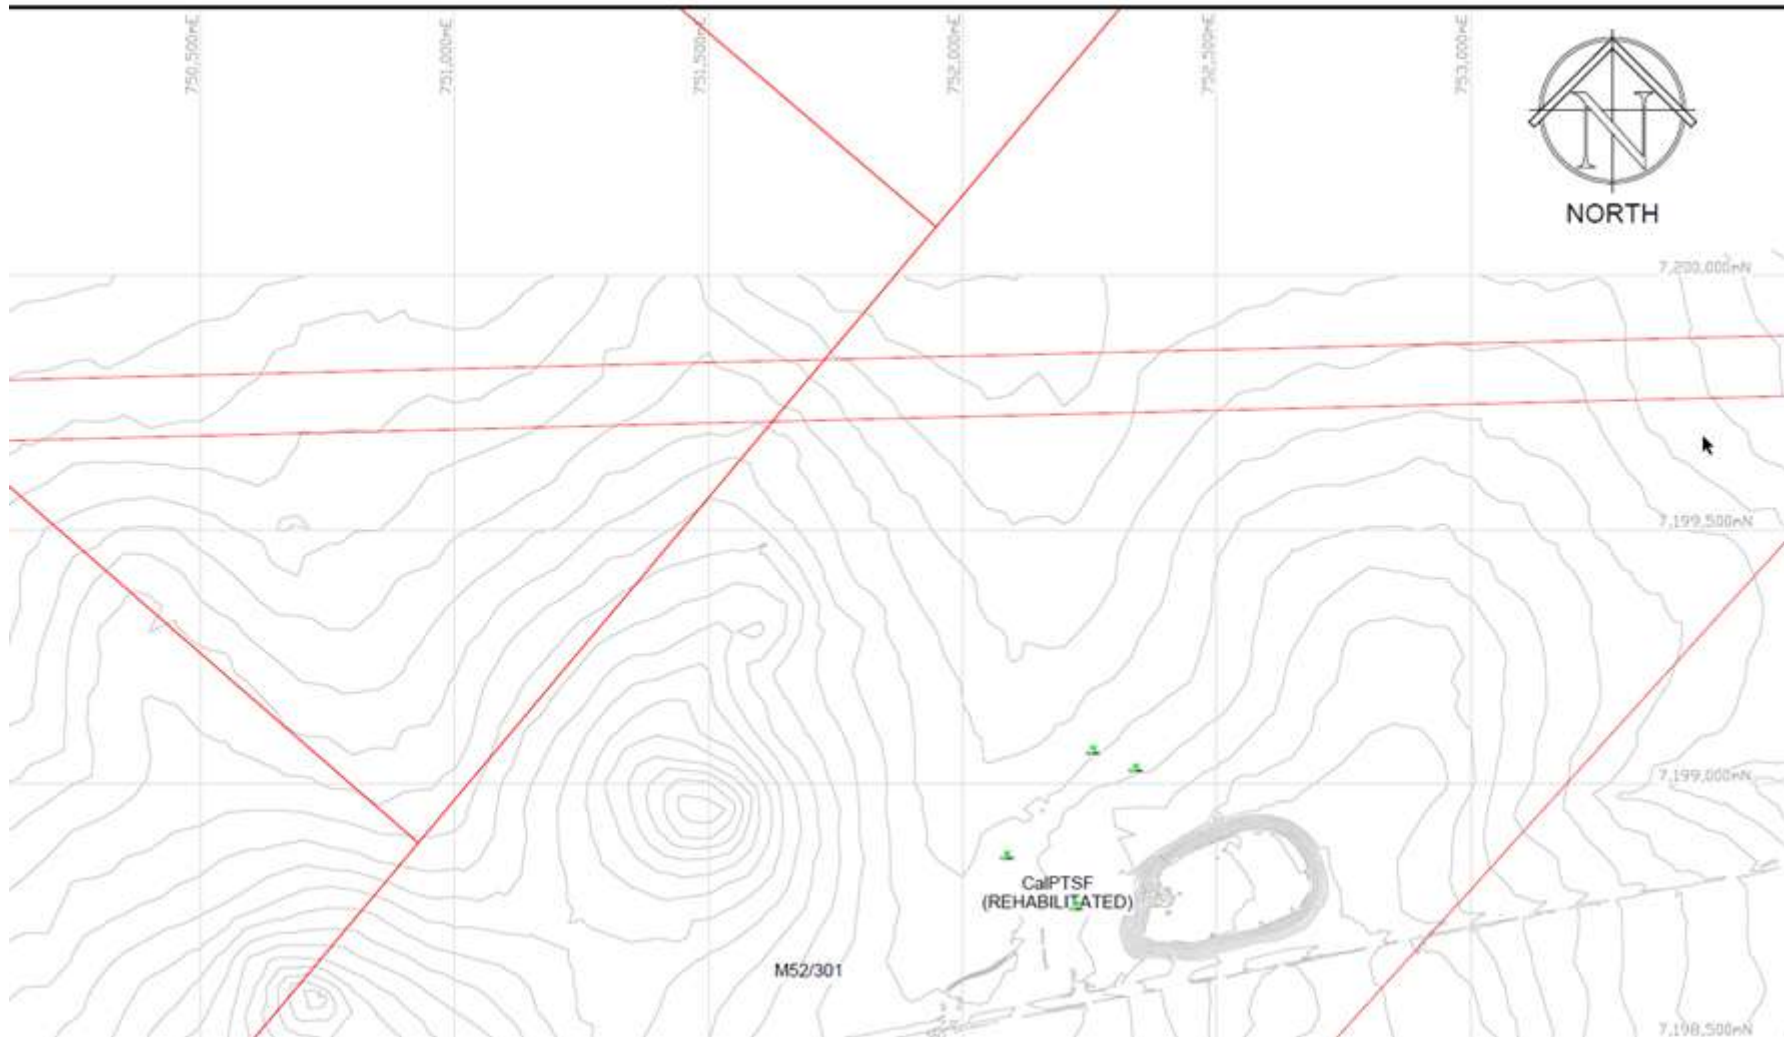 750,500mE
751,000mE
751,500mE
752,000mE
752,500mE
753,000mE
N
NORTH
7,200,000mN
7,199,500mN
7,199,000mN
CalPTSF
(REHABILITATED)
M52/301
7,198,500mN